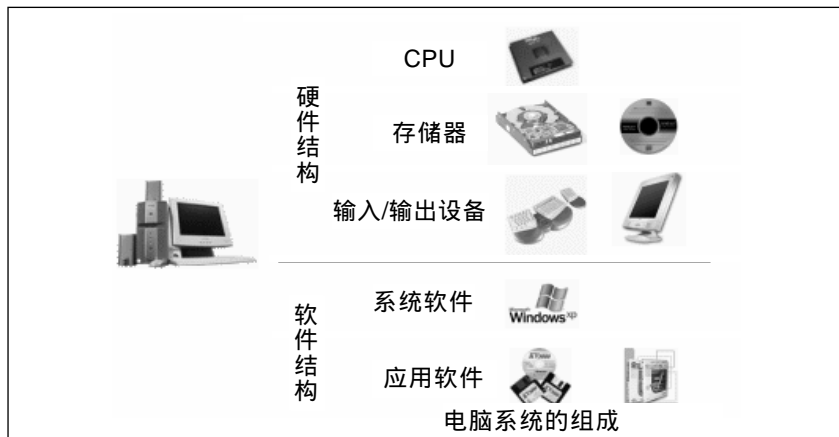 CPU
硬件结构
存储器
输入/输出设备
系统软件
Microsoft
Windows xp
软件结构
应用软件
电脑系统的组成